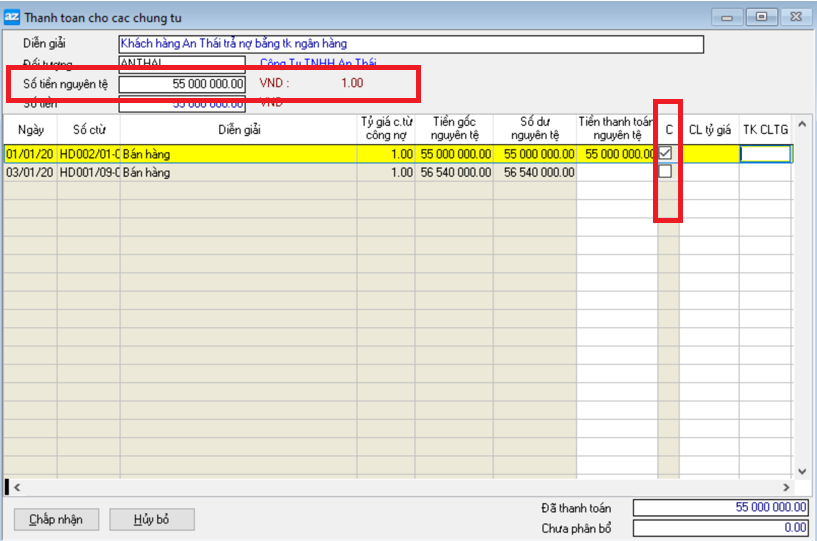 az Thanh toan cho cac chung tu
Diễn giải Khách hàng An Thái trả nợ bằng tk ngân hàng
Đối tượng ANTHAI Công Ty TNHH An Thái
Số tiền nguyên tệ 55 000 000.00 VND : 1.00
Số tiền 55 000 000.00 VND
Ngày Số ctừ Diễn giải Tỷ giá c.từ công nợ Tiền gốc nguyên tệ Số dư nguyên tệ Tiền thanh toán nguyên tệ C CL tỷ giá TK CLTG
01/01/20 HD002/01-0 Bán hàng 1.00 55 000 000.00 55 000 000.00 55 000 000.00
03/01/20 HD001/09-0 Bán hàng 1.00 56 540 000.00 56 540 000.00
Đã thanh toán 55 000 000.00
Chấp nhận Hủy bỏ
Chưa phân bổ 0.00